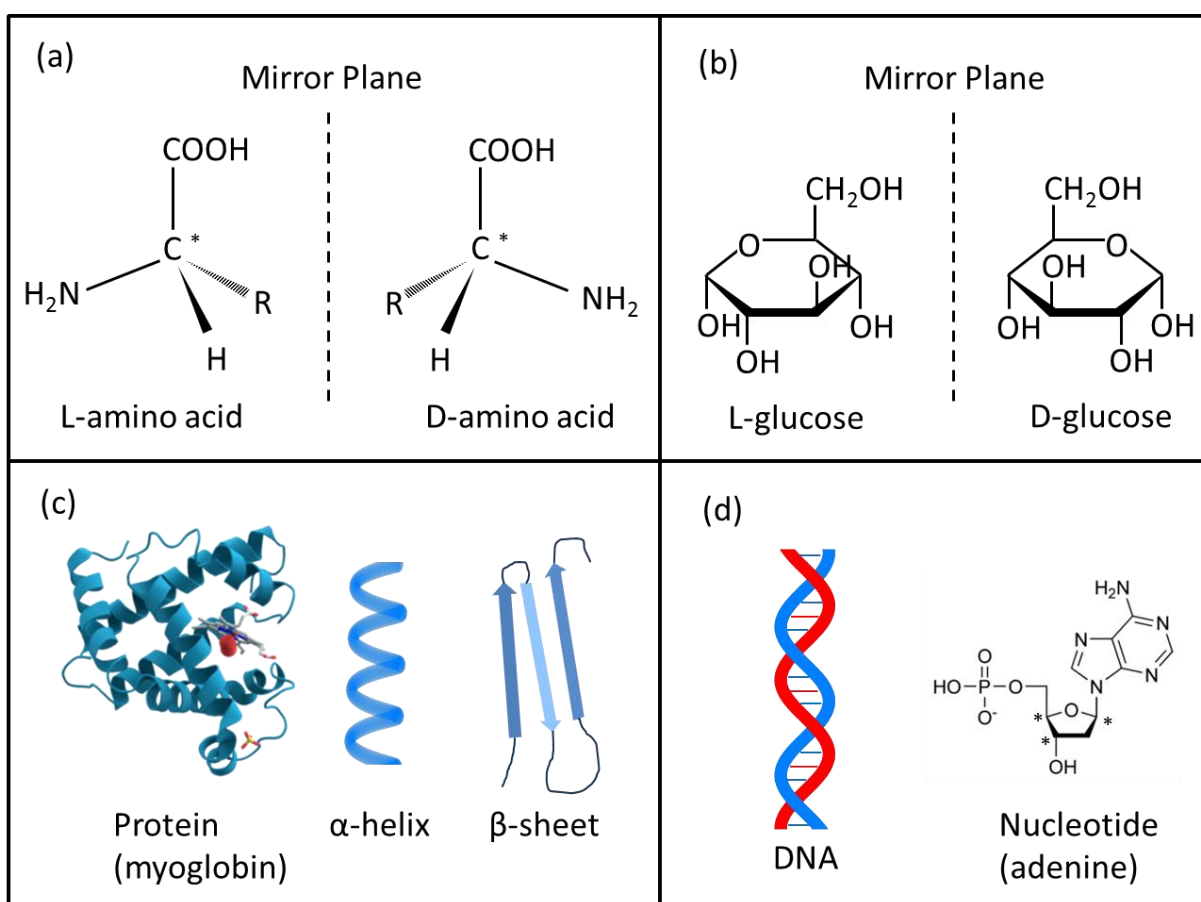 (a)
Mirror Plane
COOH
COOH
C*
C*
H₂N
R
R
NH₂
H
H
L-amino acid
D-amino acid
(b)
Mirror Plane
CH₂OH
CH₂OH
O
O
OH
OH
OH
OH
OH
OH
OH
OH
L-glucose
D-glucose
(c)
Protein
(myoglobin)
α-helix
β-sheet
(d)
DNA
H₂N
N
N
N
N
O
HO-P-O
O⁻
O
*
*
*
OH
Nucleotide
(adenine)